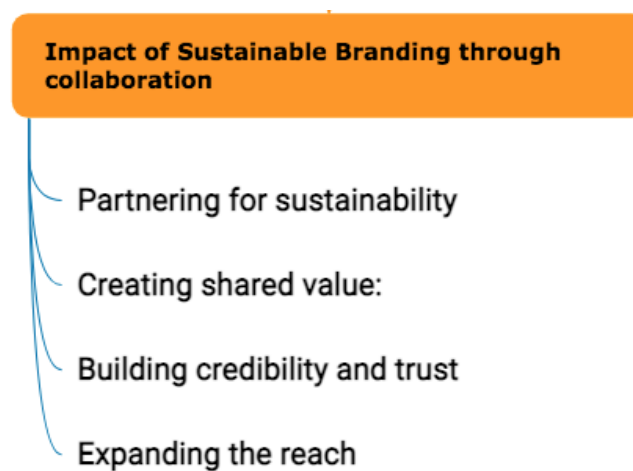 Impact of Sustainable Branding through
collaboration
Partnering for sustainability
Creating shared value:
Building credibility and trust
Expanding the reach